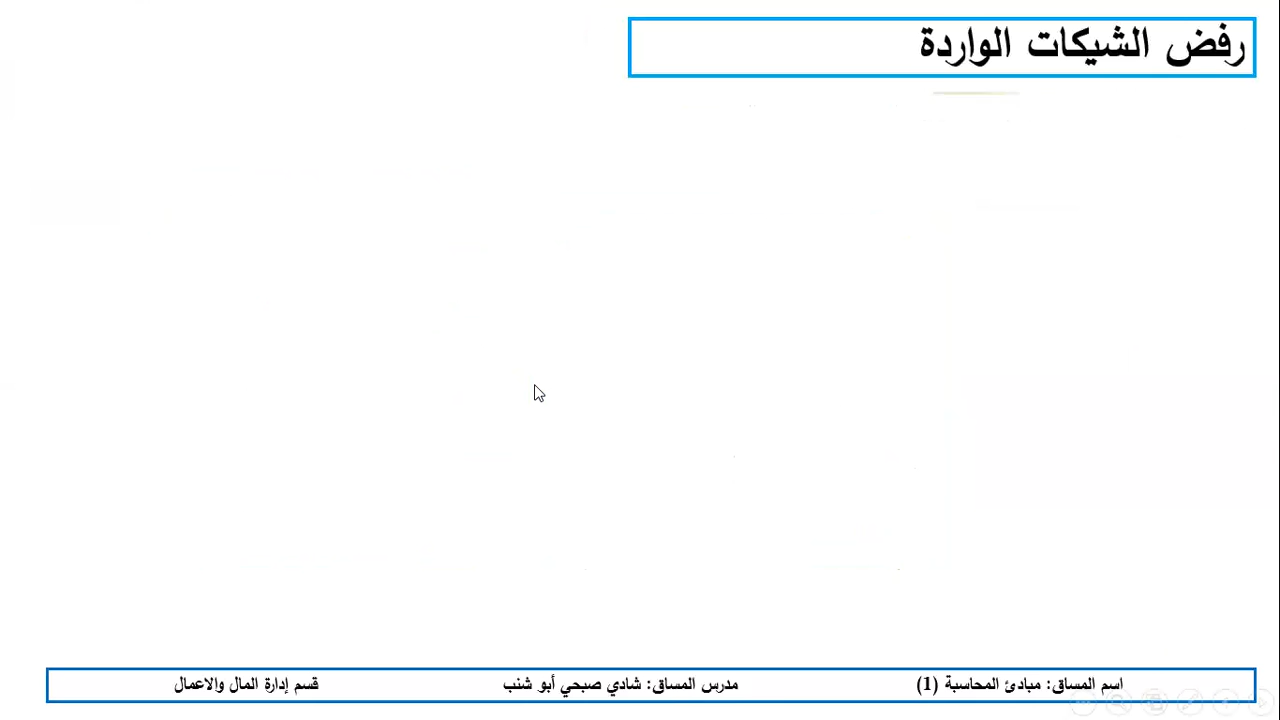 رفض الشيكات الواردة
اسم المساق: مبادئ المحاسبة (1) مدرس المساق: شادي صبحي أبو شنب قسم إدارة المال والاعمال